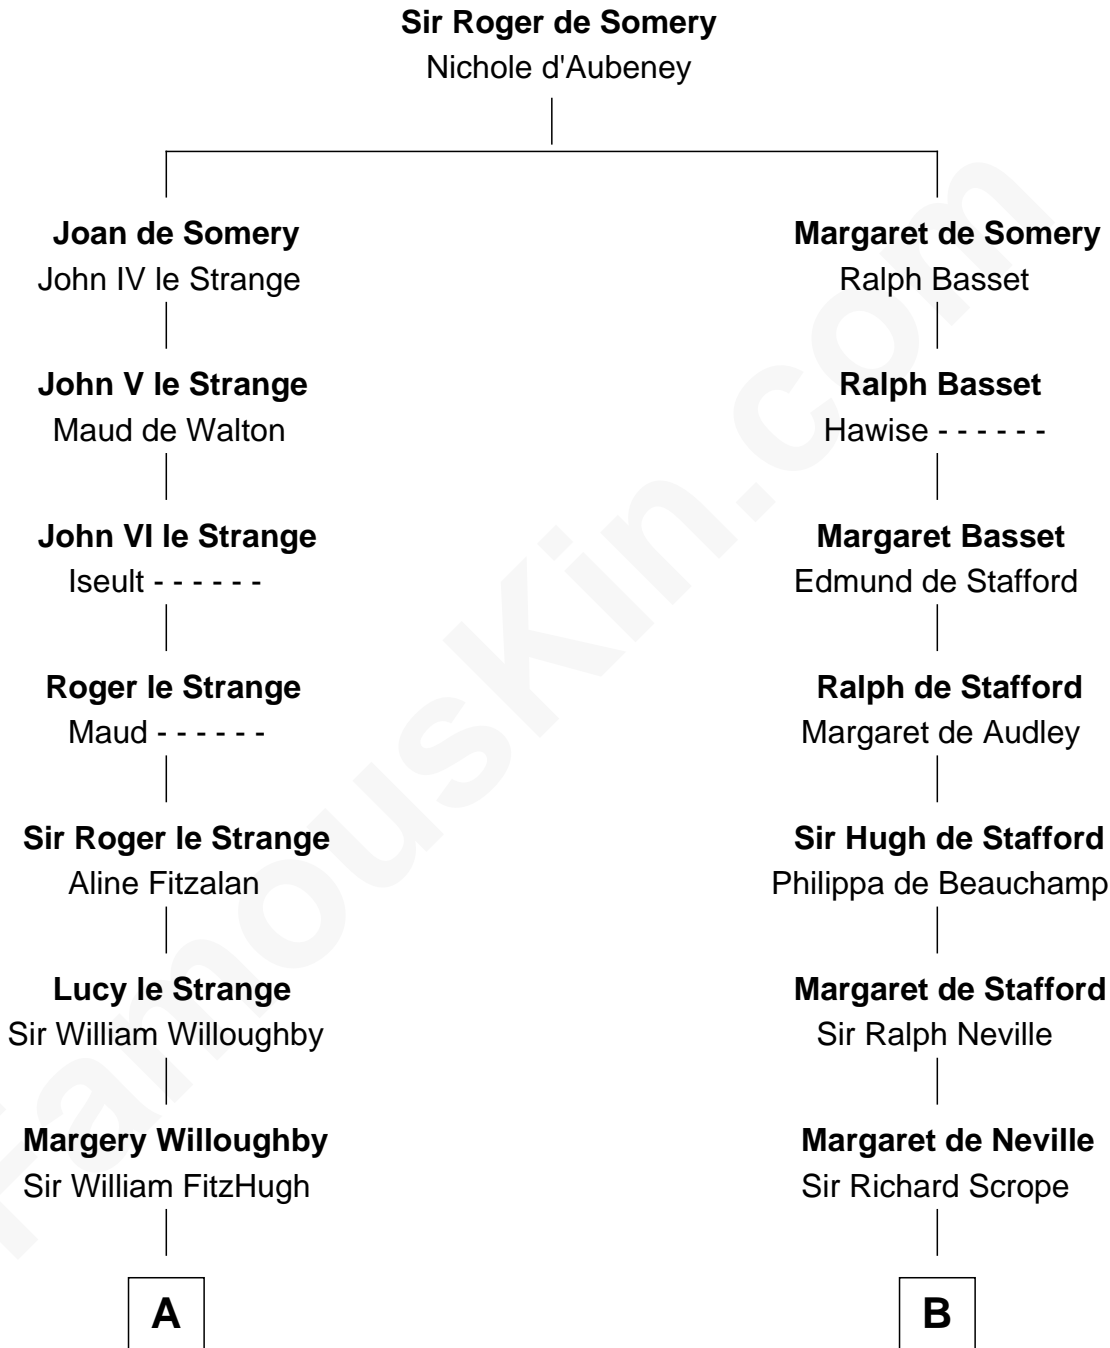 Sir Roger de Somery
Nichole d'Aubeney
Joan de Somery
John IV le Strange
Margaret de Somery
Ralph Basset
John V le Strange
Maud de Walton
Ralph Basset
Hawise - - - - - -
John VI le Strange
Iseult - - - - - -
Margaret Basset
Edmund de Stafford
Roger le Strange
Maud - - - - - -
Ralph de Stafford
Margaret de Audley
Sir Roger le Strange
Aline Fitzalan
Sir Hugh de Stafford
Philippa de Beauchamp
Lucy le Strange
Sir William Willoughby
Margaret de Stafford
Sir Ralph Neville
Margery Willoughby
Sir William FitzHugh
Margaret de Neville
Sir Richard Scrope
A
B
FamousKin.com